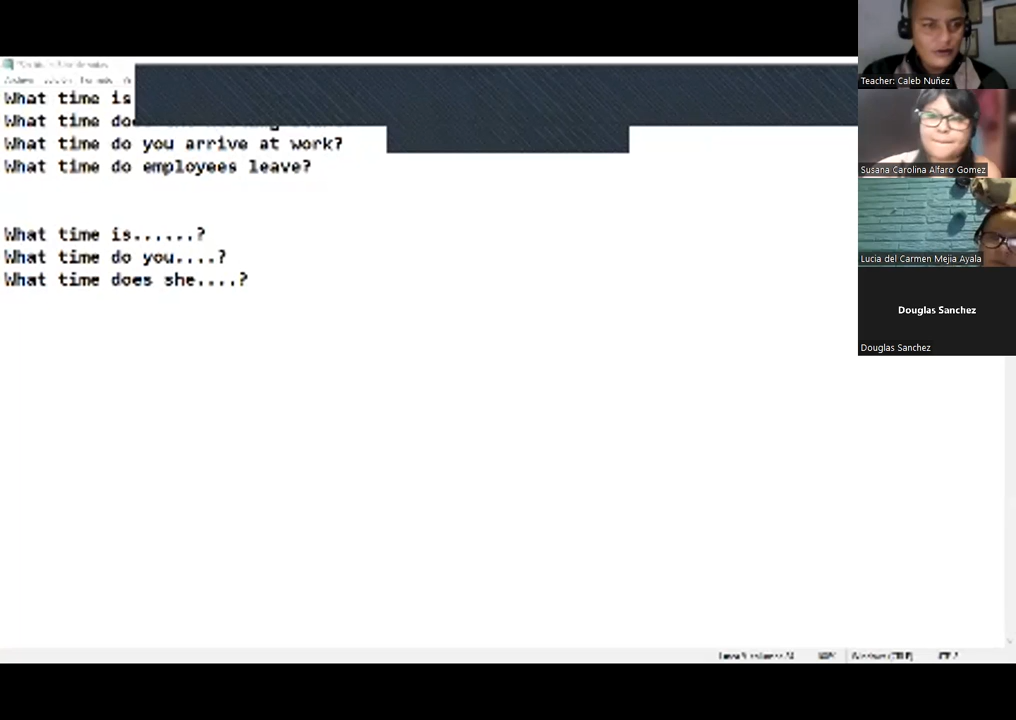 What time is
What time does
What time do you arrive at work?
What time do employees leave?
What time is......?
What time do you....?
What time does she....?
Teacher: Caleb Nuñez
Susana Carolina Alfaro Gomez
Lucia del Carmen Mejia Ayala
Douglas Sanchez
Douglas Sanchez